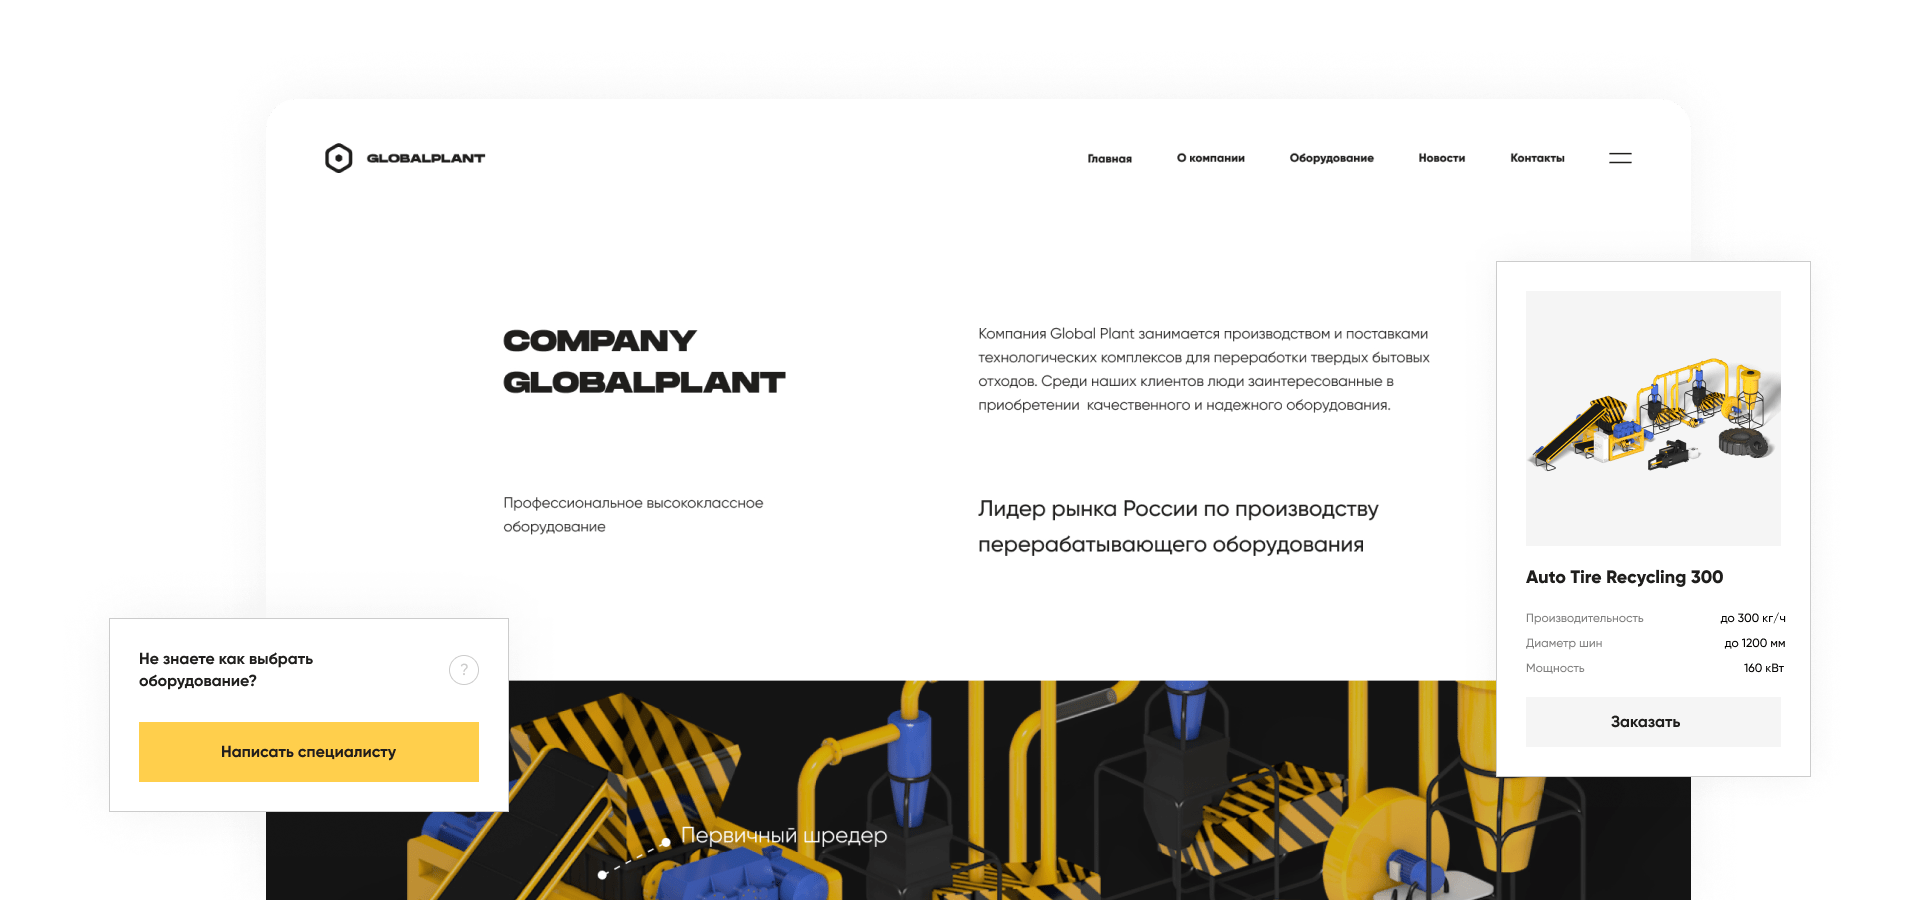 GLOBALPLANT
Главная
О компании
Оборудование
Новости
Контакты
COMPANY
GLOBALPLANT
Компания Global Plant занимается производством и поставками
технологических комплексов для переработки твердых бытовых
отходов. Среди наших клиентов люди заинтересованные в
приобретении  качественного и надежного оборудования.
Профессиональное высококлассное
оборудование
Лидер рынка России по производству
перерабатывающего оборудования
Auto Tire Recycling 300
Производительность до 300 кг/ч
Диаметр шин до 1200 мм
Мощность 160 кВт
Заказать
Не знаете как выбрать
оборудование?
?
Написать специалисту
Первичный шредер